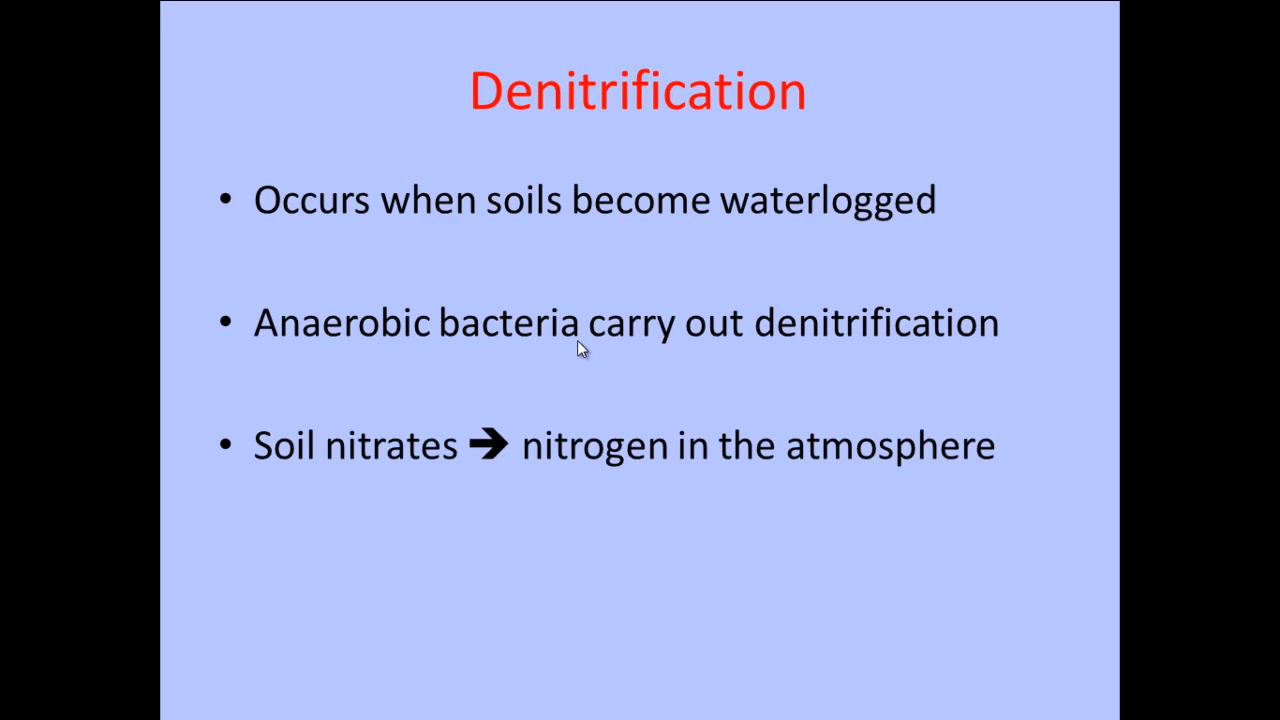 Denitrification
• Occurs when soils become waterlogged
• Anaerobic bacteria carry out denitrification
• Soil nitrates 🡺 nitrogen in the atmosphere